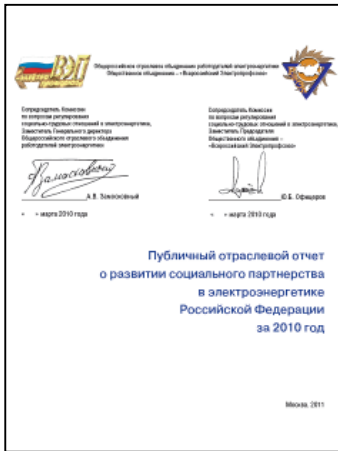 ВЭП
Общероссийское отраслевое объединение работодателей электроэнергетики
Общественное объединение – «Всероссийский Электропрофсоюз»
Сопредседатель Комиссии
по вопросам регулирования
социально-трудовых отношений в электроэнергетике,
Заместитель Генерального директора
Общероссийского отраслевого объединения
работодателей электроэнергетики
А.В. Замосковный
« » марта 2010 года
Сопредседатель Комиссии
по вопросам регулирования
социально-трудовых отношений в электроэнергетике,
Заместитель Председателя
Общественного объединения –
«Всероссийский Электропрофсоюз»
Ю.Б. Офицеров
« » марта 2010 года
Публичный отраслевой отчет
о развитии социального партнерства
в электроэнергетике
Российской Федерации
за 2010 год
Москва, 2011